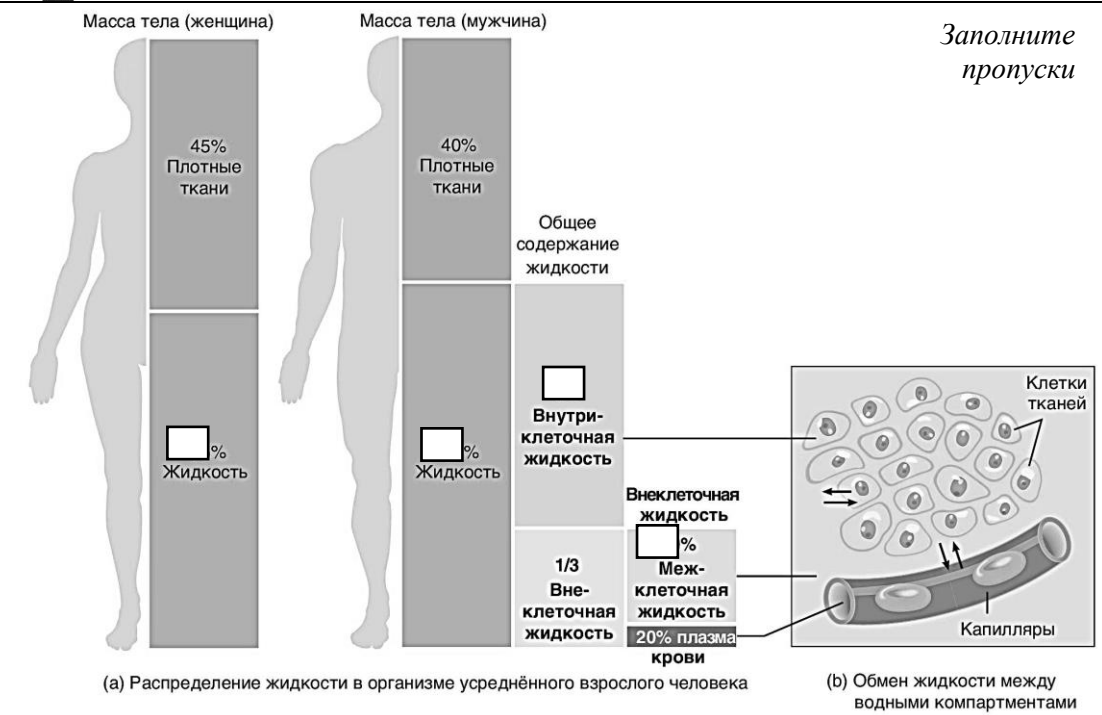 Масса тела (женщина)
Масса тела (мужчина)
Заполните
пропуски
45%
Плотные
ткани
40%
Плотные
ткани
Общее
содержание
жидкости
%
Жидкость
%
Жидкость
Внутри-
клеточная
жидкость
Внеклеточная
жидкость
1/3
Вне-
клеточная
жидкость
%
Меж-
клеточная
жидкость
20% плазма
крови
Клетки
тканей
Капилляры
(a) Распределение жидкости в организме усреднённого взрослого человека
(b) Обмен жидкости между
водными компартментами